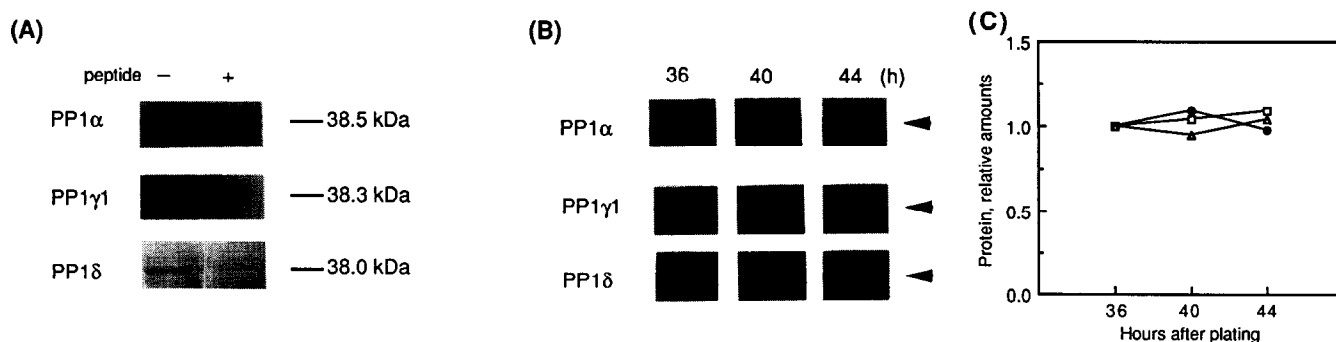 (A)
peptide − +
PP1α 38.5 kDa
PP1γ1 38.3 kDa
PP1δ 38.0 kDa
(B)
36 40 44 (h)
PP1α
PP1γ1
PP1δ
(C)
Protein, relative amounts
1.5
1.0
0.5
0.0
36 40 44
Hours after plating